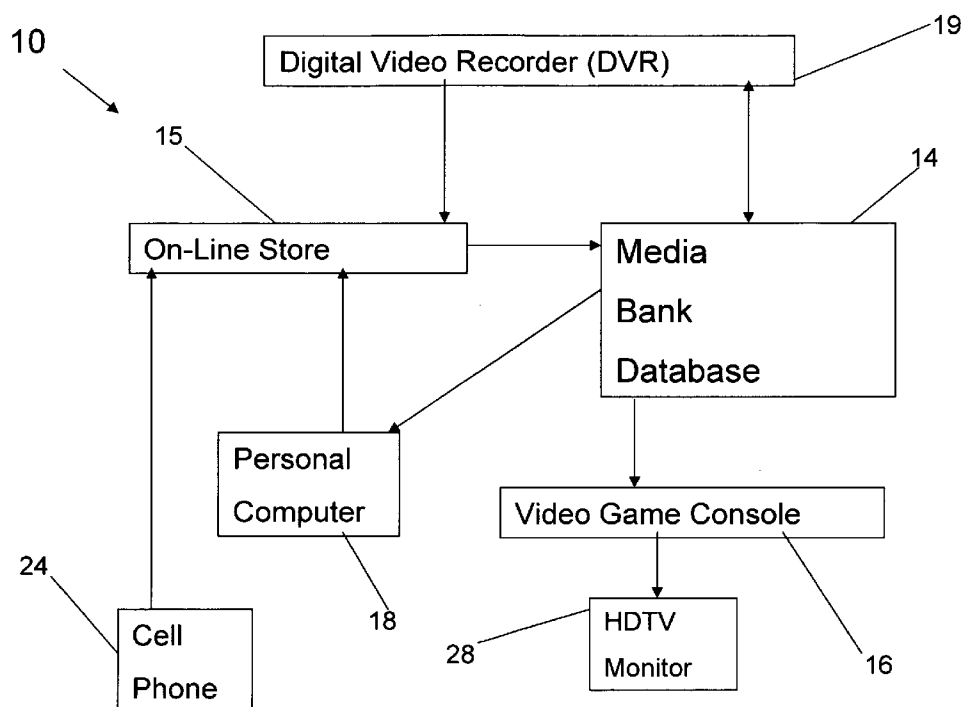 10
Digital Video Recorder (DVR)
19
15
14
On-Line Store
Media
Bank
Database
Personal
Computer
Video Game Console
24
Cell
Phone
18
28
HDTV
Monitor
16